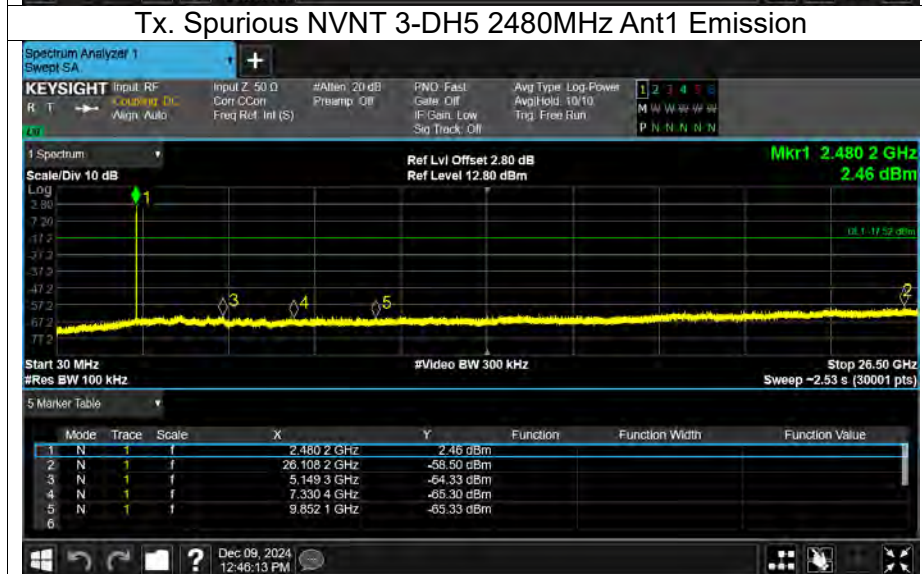 Tx. Spurious NVNT 3-DH5 2480MHz Ant1 Emission
Spectrum Analyzer 1
Swept SA
+
KEYSIGHT Input: RF Input Z: 50 Ω #Atten: 20 dB PNO: Fast Avg Type: Log-Power 1 2 3 4 5 6
R T Coupling: DC Corr CCorr Preamp: Off Gate: Off Avg|Hold: 10/10 M W W W W W
Align: Auto Freq Ref: Int (S) IF Gain: Low Trig: Free Run
Sig Track: Off P N N N N N
1 Spectrum Ref Lvl Offset 2.80 dB Mkr1 2.480 2 GHz
Scale/Div 10 dB Ref Level 12.80 dBm 2.46 dBm
Log
1
2.80
-7.20
-17.2 DL1 -17.52 dBm
-27.2
-37.2
-47.2
2
-57.2 3 4 5
-67.2
-77.2
Start 30 MHz #Video BW 300 kHz Stop 26.50 GHz
#Res BW 100 kHz Sweep ~2.53 s (30001 pts)
5 Marker Table
Mode Trace Scale X Y Function Function Width Function Value
1 N 1 f 2.480 2 GHz 2.46 dBm
2 N 1 f 26.108 2 GHz -58.50 dBm
3 N 1 f 5.149 3 GHz -64.33 dBm
4 N 1 f 7.330 4 GHz -65.30 dBm
5 N 1 f 9.852 1 GHz -65.33 dBm
6
? Dec 09, 2024
12:46:13 PM